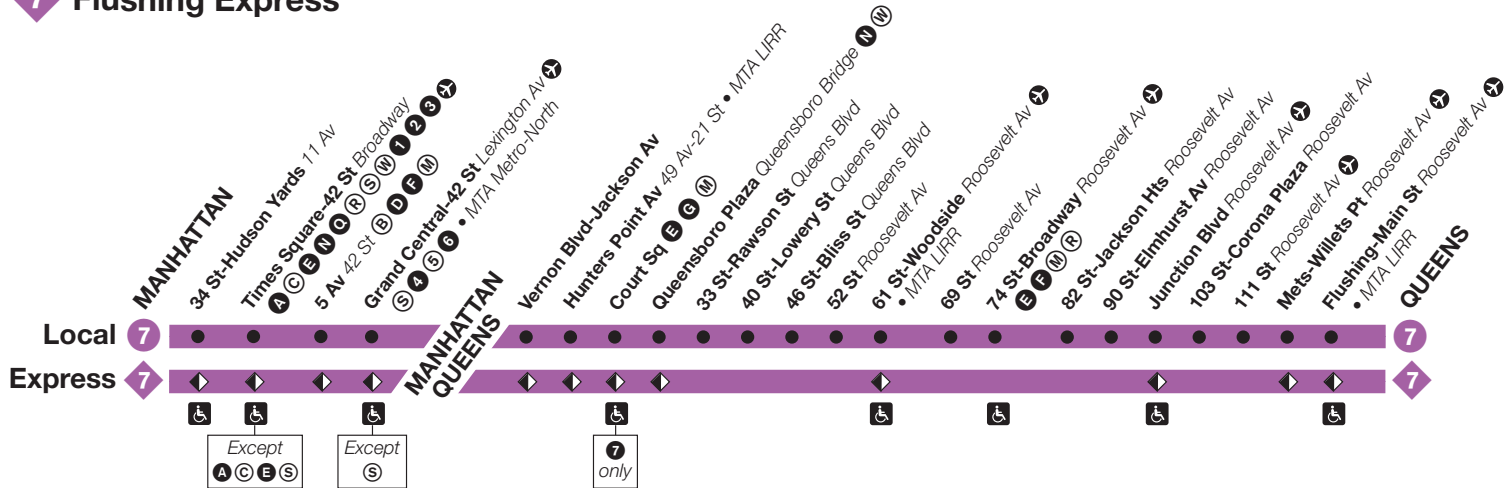 7 Flushing Express
MANHATTAN
34 St-Hudson Yards 11 Av
Times Square-42 St Broadway
A C E N Q R S W 1 2 3
5 Av 42 St B D F M
Grand Central-42 St Lexington Av
S 4 5 6 • MTA Metro-North
MANHATTAN
QUEENS
Vernon Blvd-Jackson Av
Hunters Point Av 49 Av-21 St • MTA LIRR
Court Sq E G M
Queensboro Plaza Queensboro Bridge N W
33 St-Rawson St Queens Blvd
40 St-Lowery St Queens Blvd
46 St-Bliss St Queens Blvd
52 St Roosevelt Av
61 St-Woodside Roosevelt Av
• MTA LIRR
69 St Roosevelt Av
74 St-Broadway Roosevelt Av
E F M R
82 St-Jackson Hts Roosevelt Av
90 St-Elmhurst Av Roosevelt Av
Junction Blvd Roosevelt Av
103 St-Corona Plaza Roosevelt Av
111 St Roosevelt Av
Mets-Willets Pt Roosevelt Av
Flushing-Main St Roosevelt Av
• MTA LIRR
QUEENS
Local 7 7
Express 7 7
Except
A C E S
Except
S
7
only